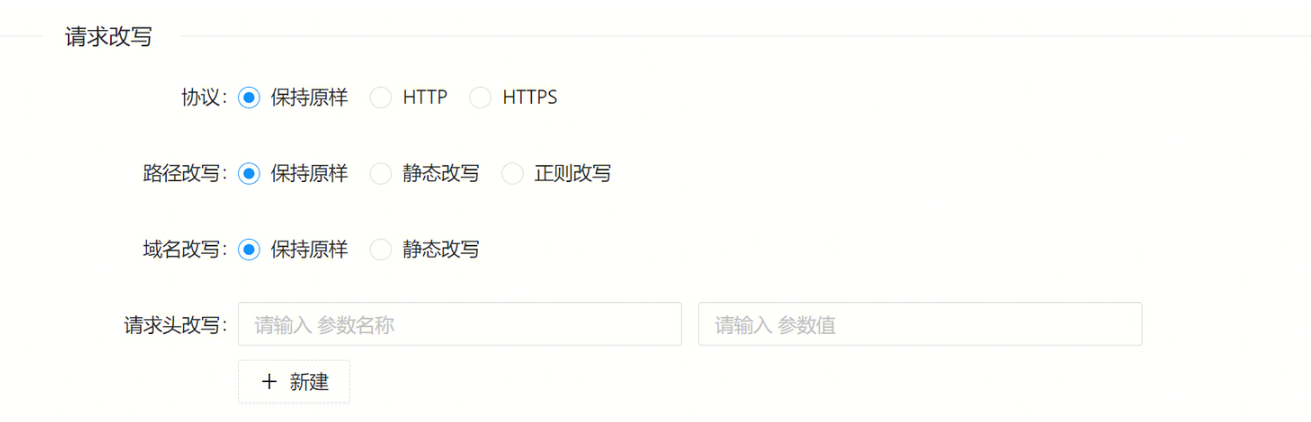 请求改写
协议： 保持原样 HTTP HTTPS
路径改写： 保持原样 静态改写 正则改写
域名改写： 保持原样 静态改写
请求头改写： 请输入 参数名称 请输入 参数值
+ 新建